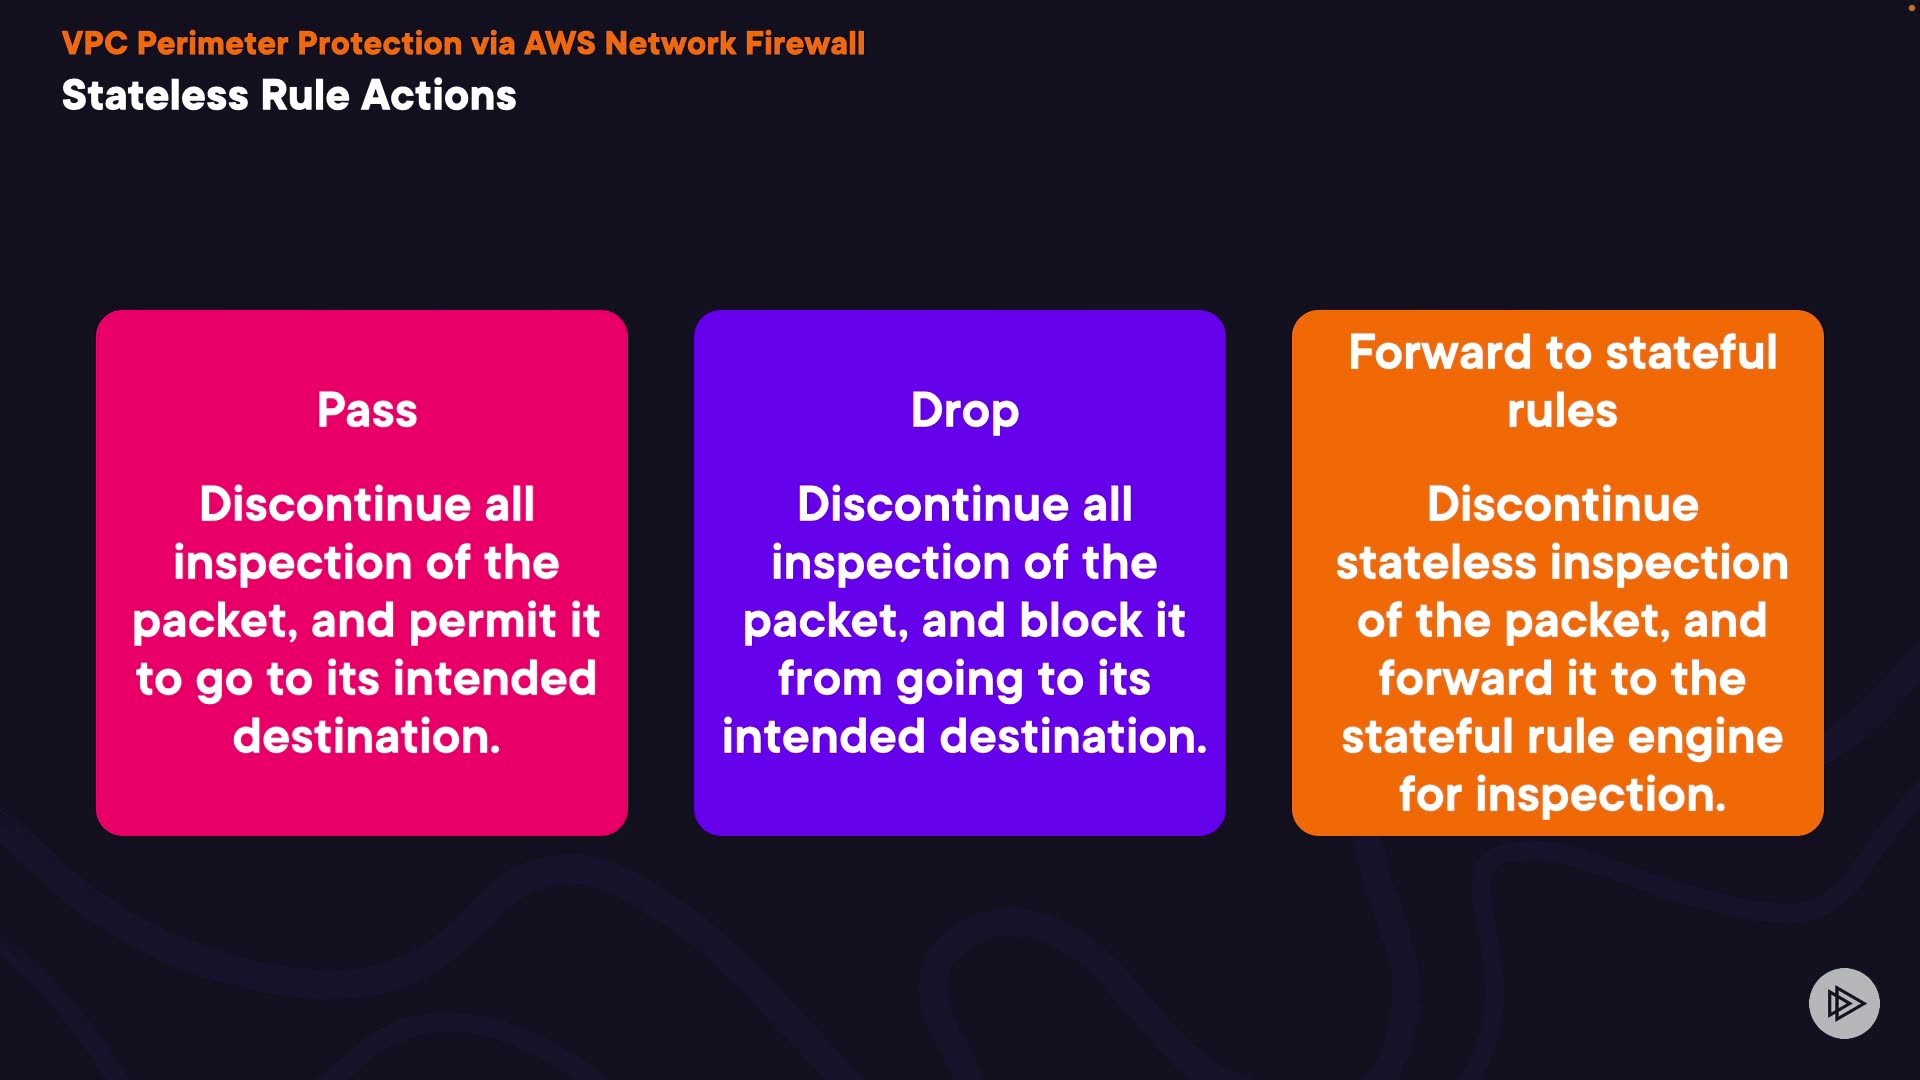 VPC Perimeter Protection via AWS Network Firewall
Stateless Rule Actions
Pass
Discontinue all
inspection of the
packet, and permit it
to go to its intended
destination.
Drop
Discontinue all
inspection of the
packet, and block it
from going to its
intended destination.
Forward to stateful
rules
Discontinue
stateless inspection
of the packet, and
forward it to the
stateful rule engine
for inspection.